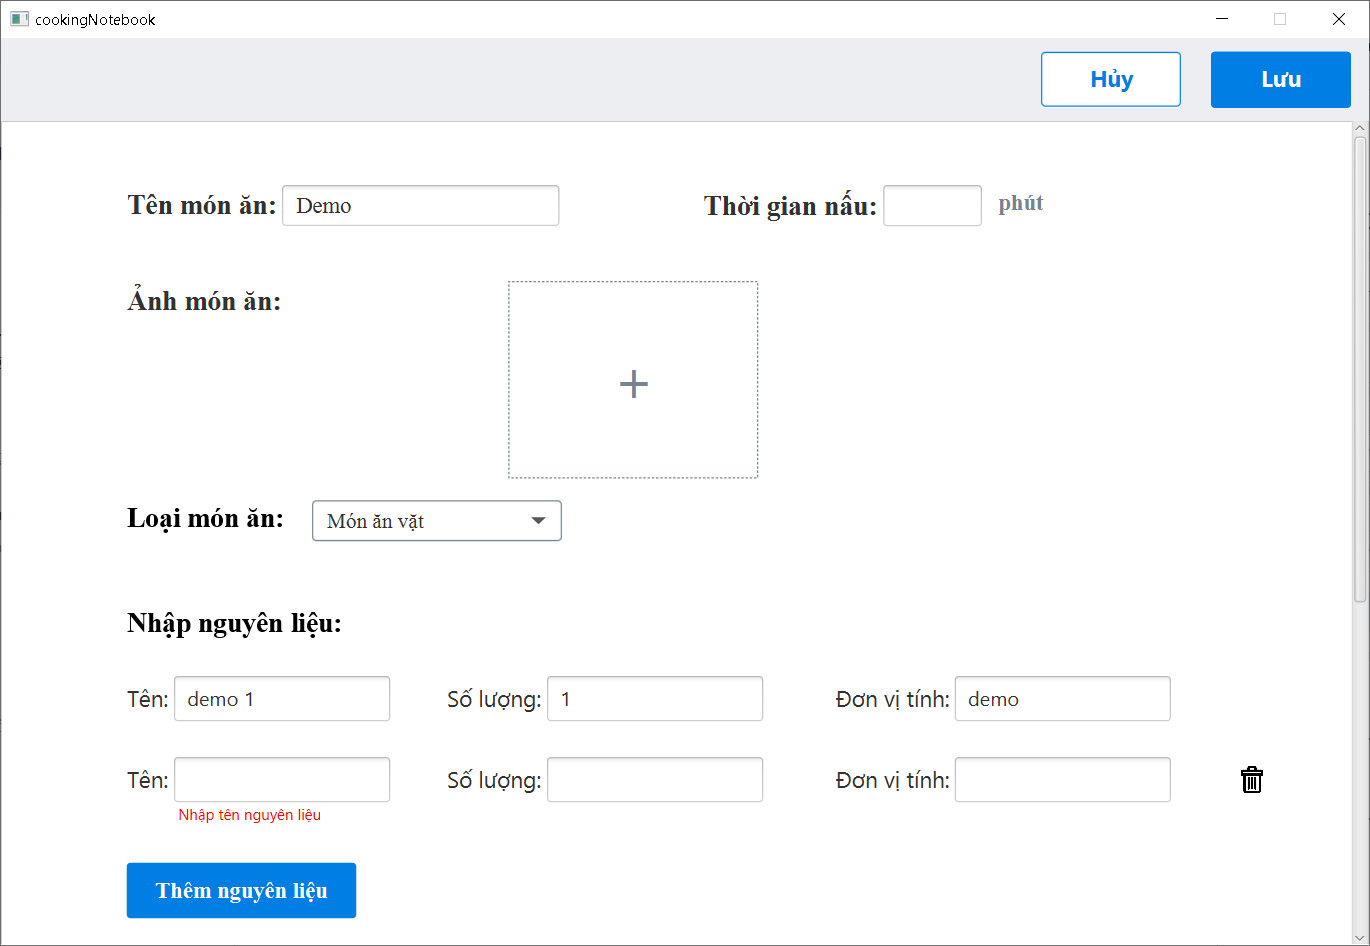 cookingNotebook
Hủy Lưu
Tên món ăn: Demo Thời gian nấu: phút
Ảnh món ăn:
Loại món ăn: Món ăn vặt
Nhập nguyên liệu:
Tên: demo 1 Số lượng: 1 Đơn vị tính: demo
Tên: Số lượng: Đơn vị tính:
Nhập tên nguyên liệu
Thêm nguyên liệu